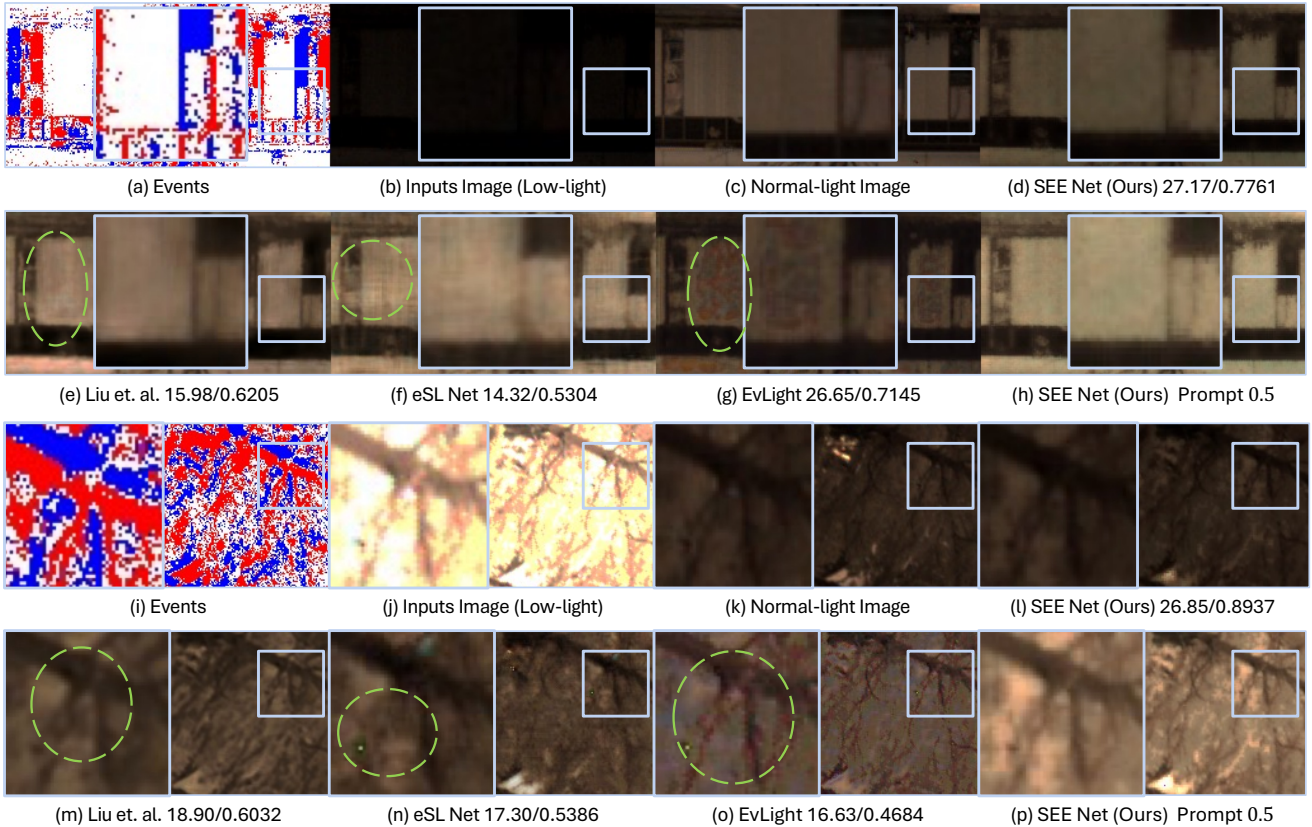 (a) Events
(b) Inputs Image (Low-light)
(c) Normal-light Image
(d) SEE Net (Ours) 27.17/0.7761
(e) Liu et. al. 15.98/0.6205
(f) eSL Net 14.32/0.5304
(g) EvLight 26.65/0.7145
(h) SEE Net (Ours) Prompt 0.5
(i) Events
(j) Inputs Image (Low-light)
(k) Normal-light Image
(l) SEE Net (Ours) 26.85/0.8937
(m) Liu et. al. 18.90/0.6032
(n) eSL Net 17.30/0.5386
(o) EvLight 16.63/0.4684
(p) SEE Net (Ours) Prompt 0.5